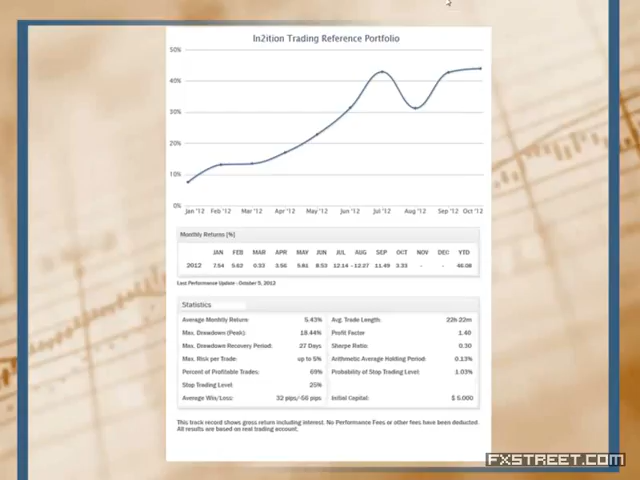 In2ition Trading Reference Portfolio
50%
40%
30%
20%
10%
0%
Jan '12 Feb '12 Mar '12 Apr '12 May '12 Jun '12 Jul '12 Aug '12 Sep '12 Oct '12
Monthly Returns [%]
JAN FEB MAR APR MAY JUN JUL AUG SEP OCT NOV DEC YTD
2012 7.54 5.62 0.33 3.56 5.81 8.53 12.14 -12.27 11.49 3.33 - - 46.08
Last Performance Update - October 5, 2012
Statistics
Average Monthly Return: 5.43% Avg. Trade Length: 22h 22m
Max. Drawdown (Peak): 18.44% Profit Factor: 1.40
Max. Drawdown Recovery Period: 27 Days Sharpe Ratio: 0.30
Max. Risk per Trade: up to 5% Arithmetic Average Holding Period: 0.13%
Percent of Profitable Trades: 69% Probability of Stop Trading Level: 1.03%
Stop Trading Level: 25%
Average Win/Loss: 32 pips/-50 pips Initial Capital: $ 5.000
This track record shows gross return including interest. No Performance Fees or other fees have been deducted.
All results are based on real trading account.
FXSTREET.COM